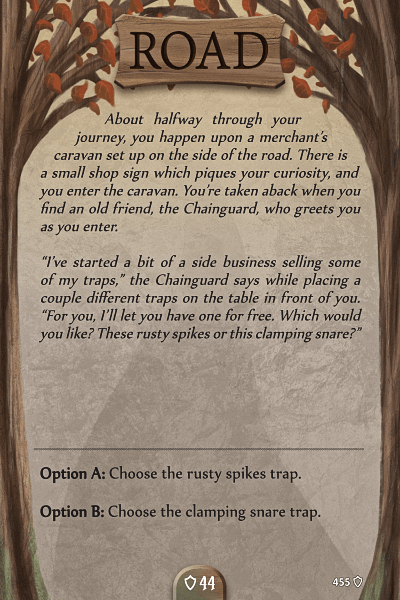 ROAD
About halfway through your
journey, you happen upon a merchant's
caravan set up on the side of the road. There is
a small shop sign which piques your curiosity, and
you enter the caravan. You're taken aback when you
find an old friend, the Chainguard, who greets you
as you enter.
"I've started a bit of a side business selling some
of my traps," the Chainguard says while placing a
couple different traps on the table in front of you.
"For you, I'll let you have one for free. Which would
you like? These rusty spikes or this clamping snare?"
Option A: Choose the rusty spikes trap.
Option B: Choose the clamping snare trap.
44
455